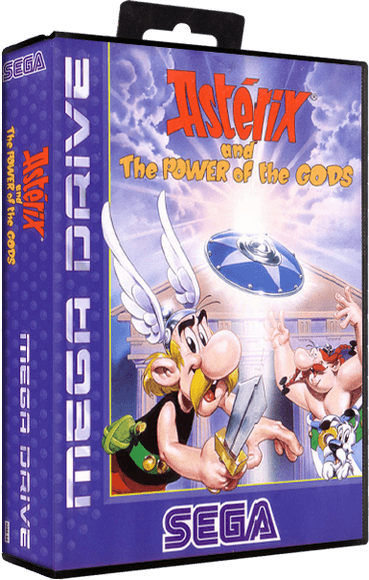 SEGA
Astérix
and
The POWER of the GODS
MEGA DRIVE
MEGA DRIVE
Astérix
and
The POWER of the GODS
SEGA